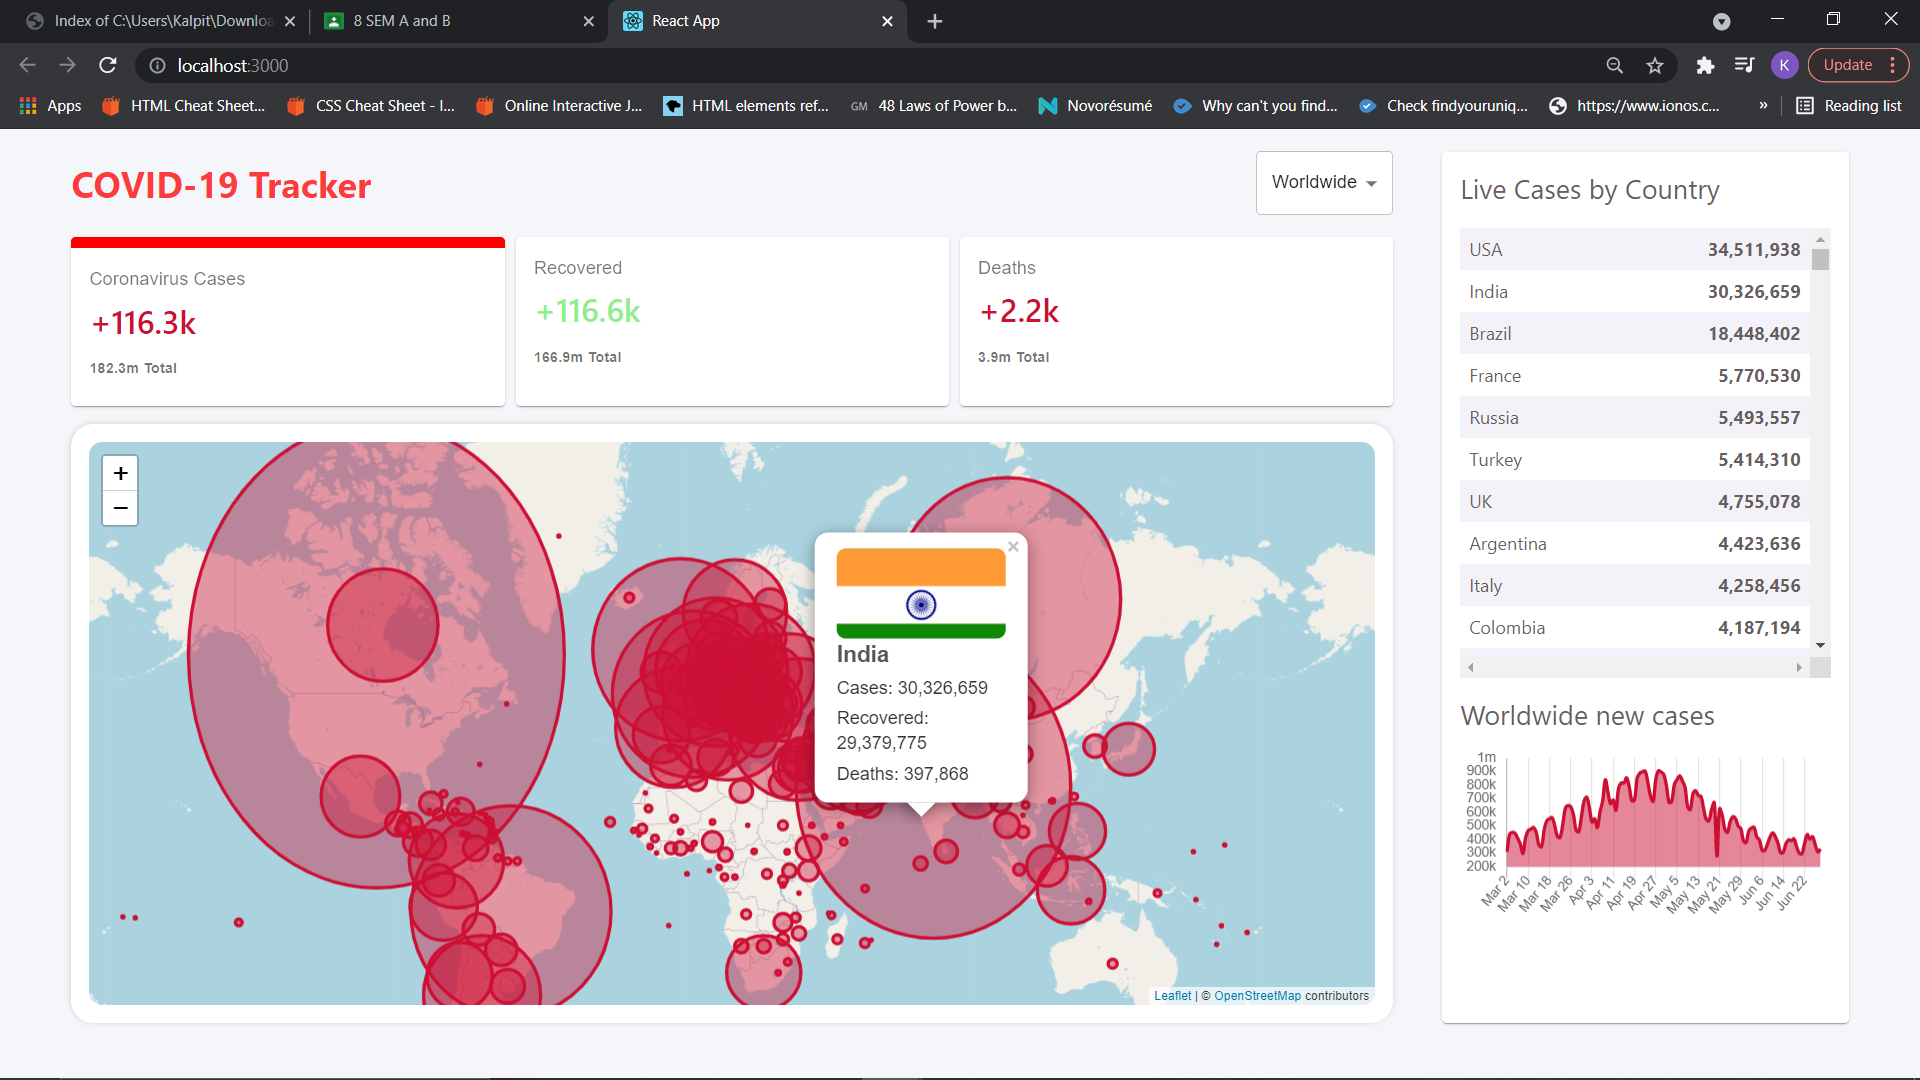 Index of C:\Users\Kalpit\Downloa
8 SEM A and B
React App
localhost:3000
K
Update
Apps
HTML Cheat Sheet...
CSS Cheat Sheet - I...
Online Interactive J...
HTML elements ref...
GM 48 Laws of Power b...
Novorésumé
Why can't you find...
Check findyouruniq...
https://www.ionos.c...
»
Reading list
COVID-19 Tracker
Worldwide
Coronavirus Cases
+116.3k
182.3m Total
Recovered
+116.6k
166.9m Total
Deaths
+2.2k
3.9m Total
+
−
×
India
Cases: 30,326,659
Recovered:
29,379,775
Deaths: 397,868
Leaflet | © OpenStreetMap contributors
Live Cases by Country
USA 34,511,938
India 30,326,659
Brazil 18,448,402
France 5,770,530
Russia 5,493,557
Turkey 5,414,310
UK 4,755,078
Argentina 4,423,636
Italy 4,258,456
Colombia 4,187,194
Worldwide new cases
1m
900k
800k
700k
600k
500k
400k
300k
200k
Mar 2
Mar 10
Mar 18
Mar 26
Apr 3
Apr 11
Apr 19
Apr 27
May 5
May 13
May 21
May 29
Jun 6
Jun 14
Jun 22